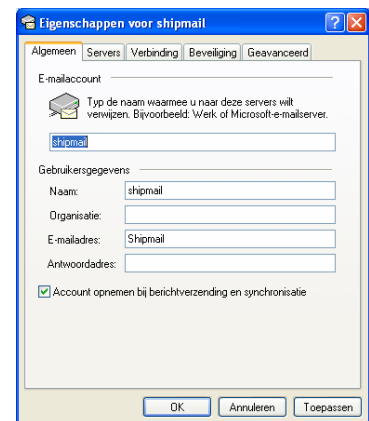 Eigenschappen voor shipmail
Algemeen Servers Verbinding Beveiliging Geavanceerd
E-mailaccount
Typ de naam waarmee u naar deze servers wilt
verwijzen. Bijvoorbeeld: Werk of Microsoft-e-mailserver.
shipmail
Gebruikersgegevens
Naam: shipmail
Organisatie:
E-mailadres: Shipmail
Antwoordadres:
Account opnemen bij berichtverzending en synchronisatie
OK Annuleren Toepassen